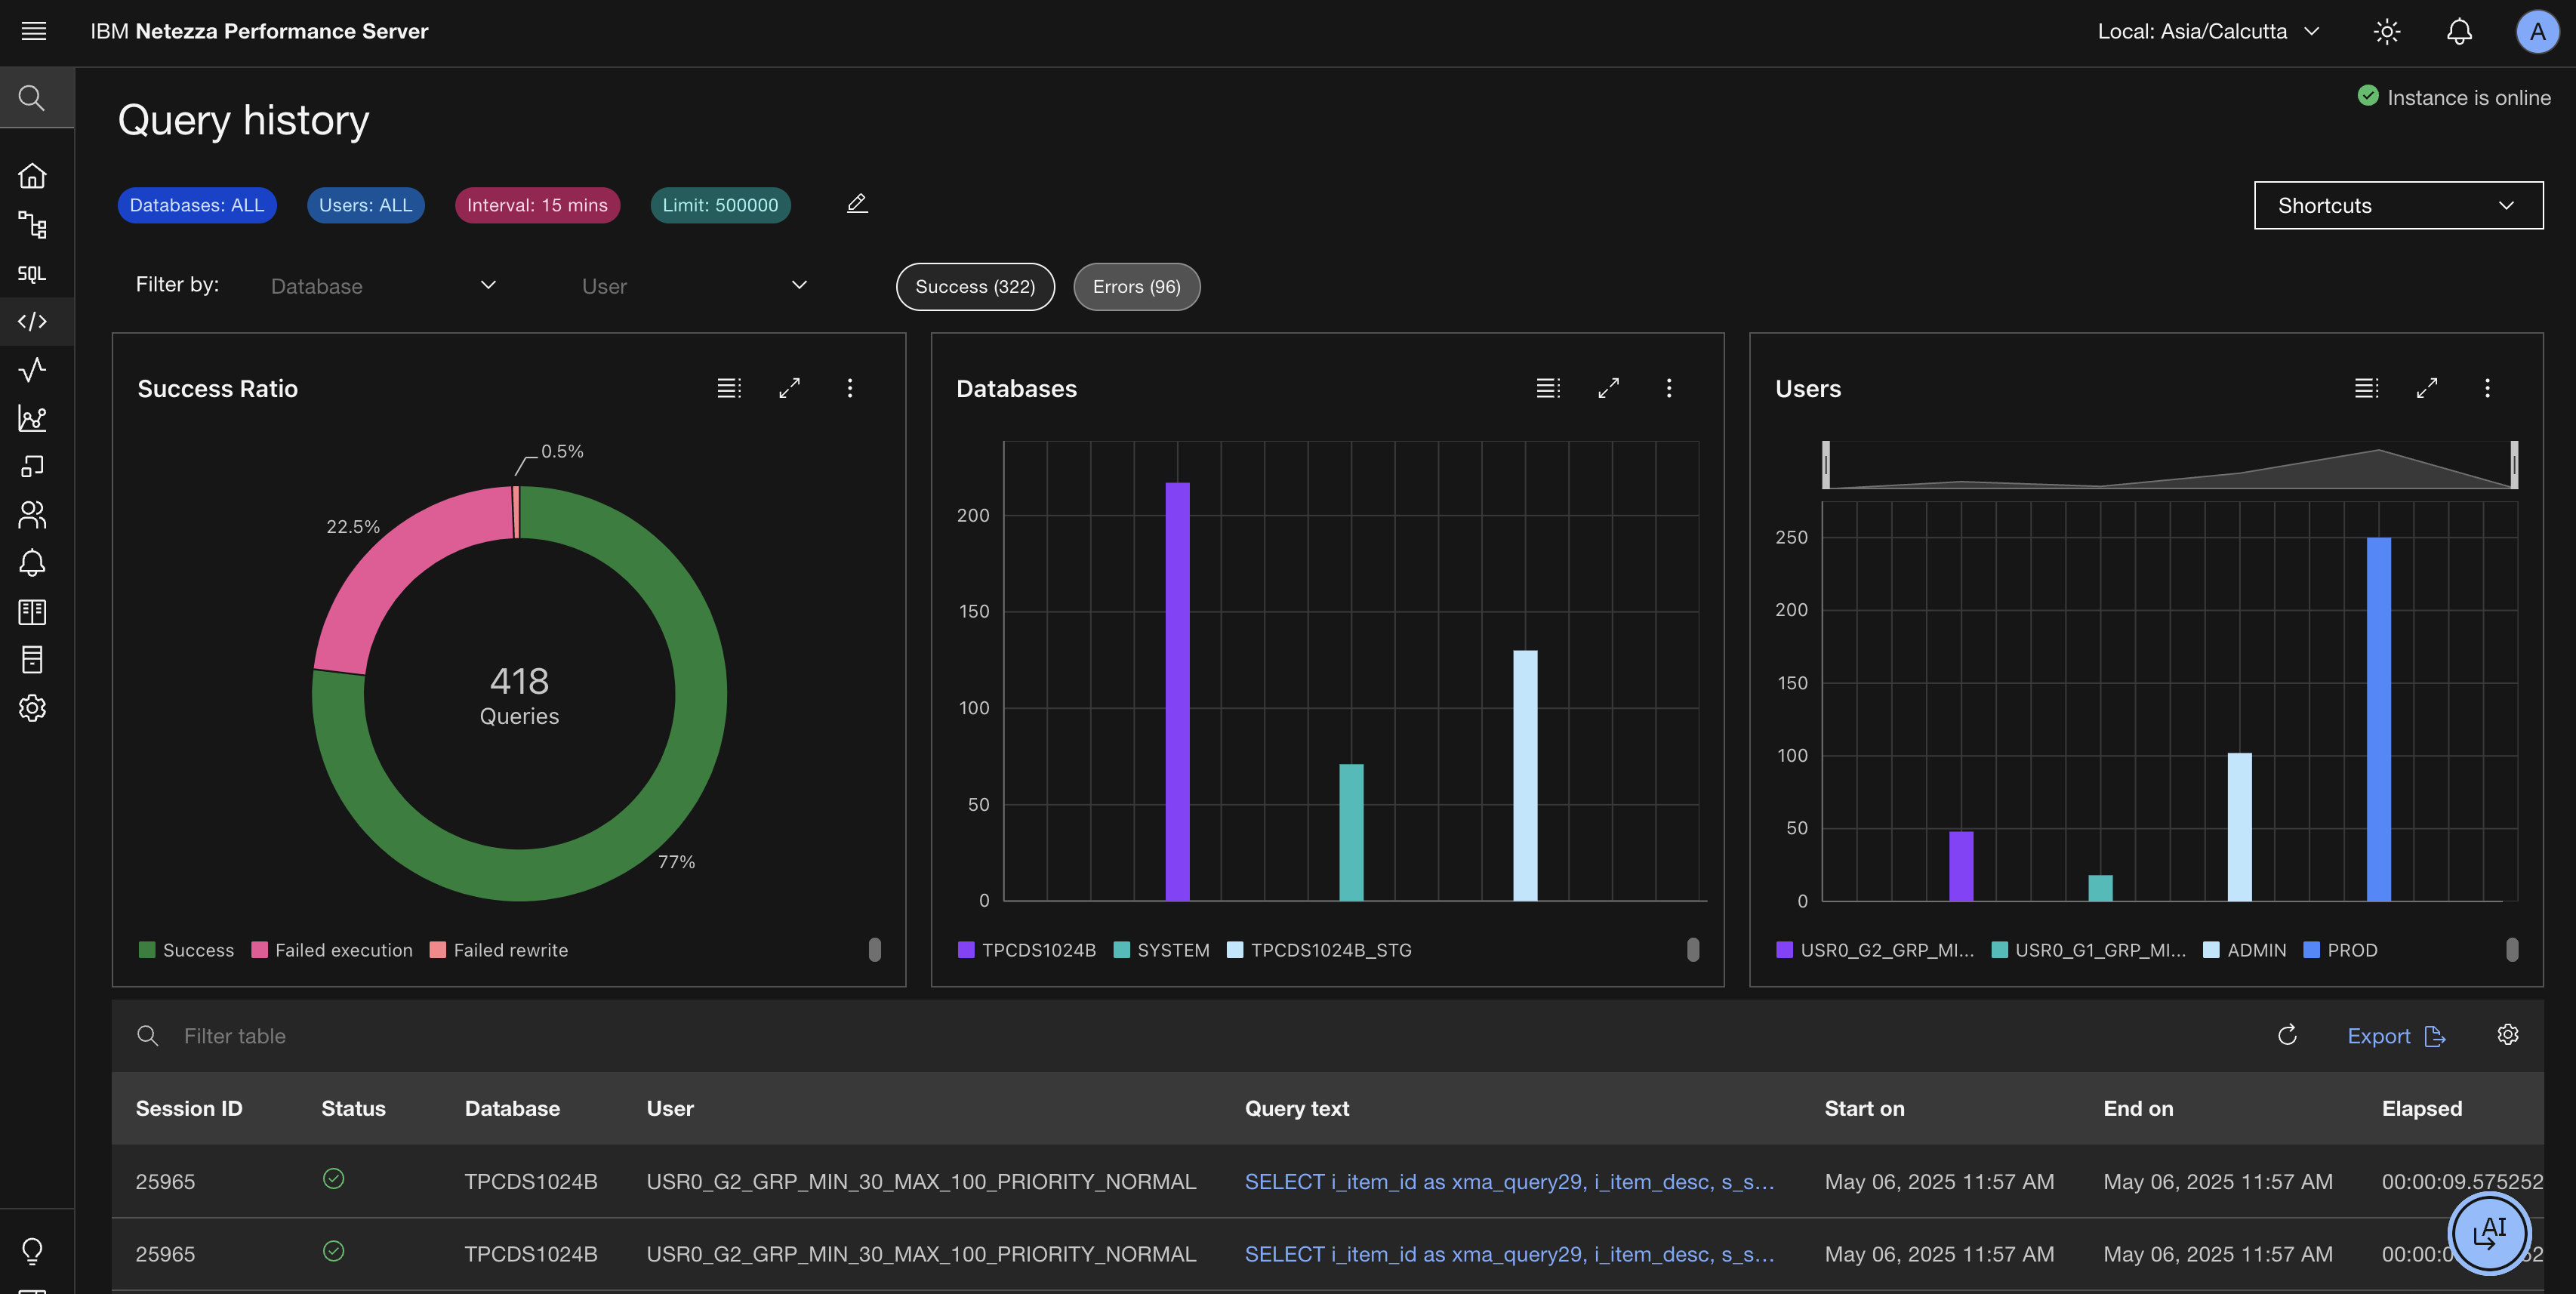 IBM Netezza Performance Server
Local: Asia/Calcutta
A
Query history
Instance is online
SQL
Databases: ALL
Users: ALL
Interval: 15 mins
Limit: 500000
Shortcuts
Filter by:
Database
User
Success (322)
Errors (96)
Success Ratio
0.5%
22.5%
418
Queries
77%
Success
Failed execution
Failed rewrite
Databases
200
150
100
50
0
TPCDS1024B
SYSTEM
TPCDS1024B_STG
Users
250
200
150
100
50
0
USR0_G2_GRP_MI...
USR0_G1_GRP_MI...
ADMIN
PROD
Filter table
Export
Session ID Status Database User Query text Start on End on Elapsed
25965 TPCDS1024B USR0_G2_GRP_MIN_30_MAX_100_PRIORITY_NORMAL SELECT i_item_id as xma_query29, i_item_desc, s_s... May 06, 2025 11:57 AM May 06, 2025 11:57 AM 00:00:09.575252
25965 TPCDS1024B USR0_G2_GRP_MIN_30_MAX_100_PRIORITY_NORMAL SELECT i_item_id as xma_query29, i_item_desc, s_s... May 06, 2025 11:57 AM May 06, 2025 11:57 AM
AI